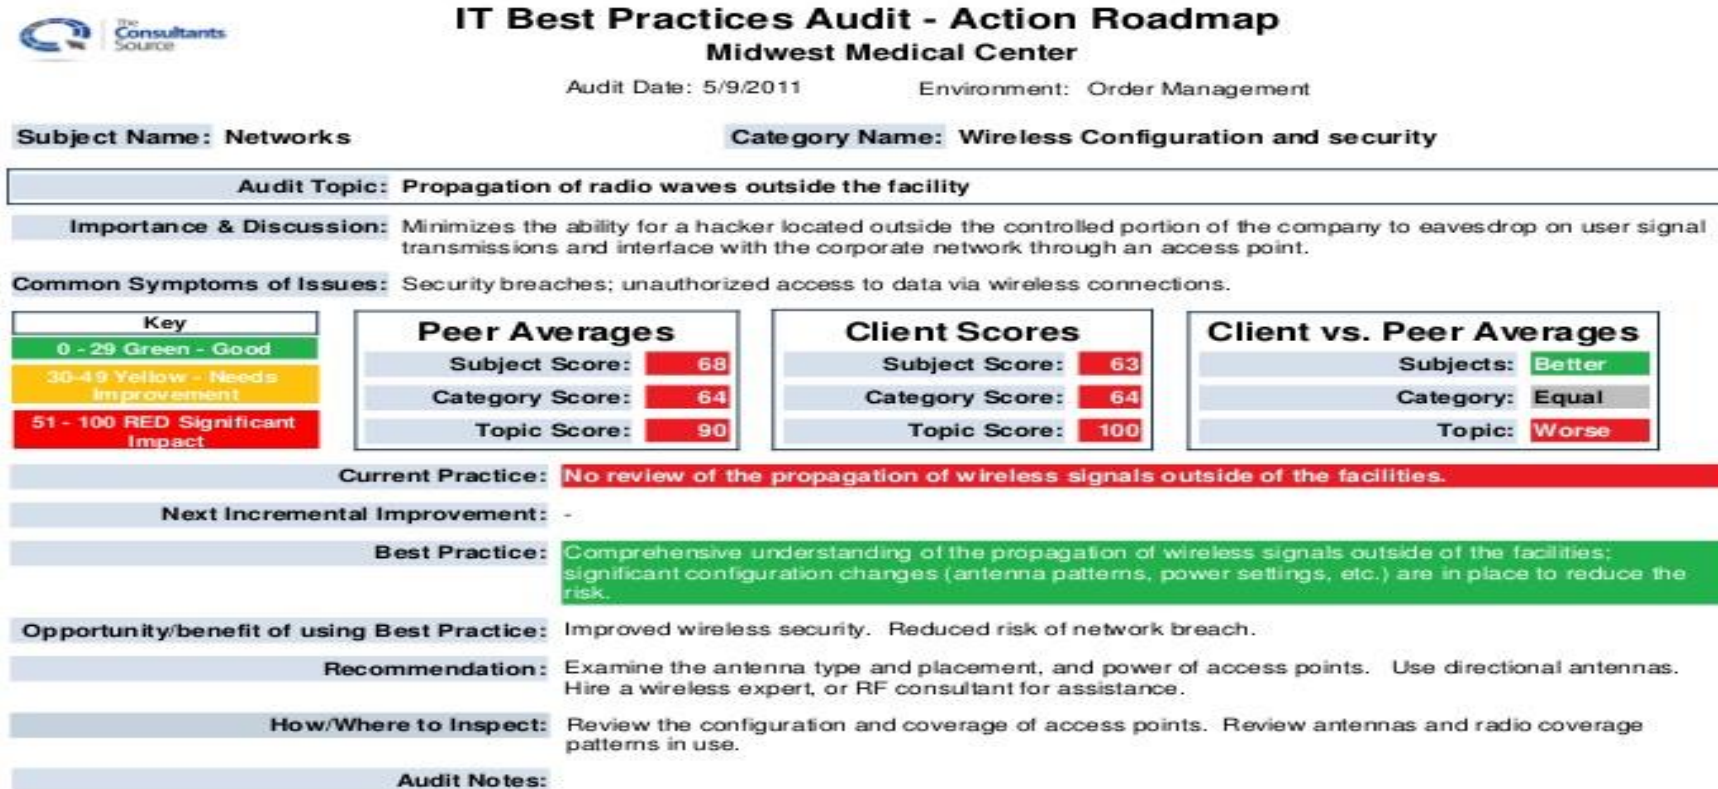 The
Consultants
Source
IT Best Practices Audit - Action Roadmap
Midwest Medical Center
Audit Date: 5/9/2011 Environment: Order Management
Subject Name: Networks Category Name: Wireless Configuration and security
Audit Topic: Propagation of radio waves outside the facility
Importance & Discussion: Minimizes the ability for a hacker located outside the controlled portion of the company to eavesdrop on user signal
transmissions and interface with the corporate network through an access point.
Common Symptoms of Issues: Security breaches; unauthorized access to data via wireless connections.
Key
0 - 29 Green - Good
30-49 Yellow - Needs
Improvement
51 - 100 RED Significant
Impact
Peer Averages
Subject Score: 68
Category Score: 64
Topic Score: 90
Client Scores
Subject Score: 63
Category Score: 64
Topic Score: 100
Client vs. Peer Averages
Subjects: Better
Category: Equal
Topic: Worse
Current Practice: No review of the propagation of wireless signals outside of the facilities.
Next Incremental Improvement: -
Best Practice: Comprehensive understanding of the propagation of wireless signals outside of the facilities;
significant configuration changes (antenna patterns, power settings, etc.) are in place to reduce the
risk.
Opportunity/benefit of using Best Practice: Improved wireless security. Reduced risk of network breach.
Recommendation: Examine the antenna type and placement, and power of access points. Use directional antennas.
Hire a wireless expert, or RF consultant for assistance.
How/Where to Inspect: Review the configuration and coverage of access points. Review antennas and radio coverage
patterns in use.
Audit Notes: